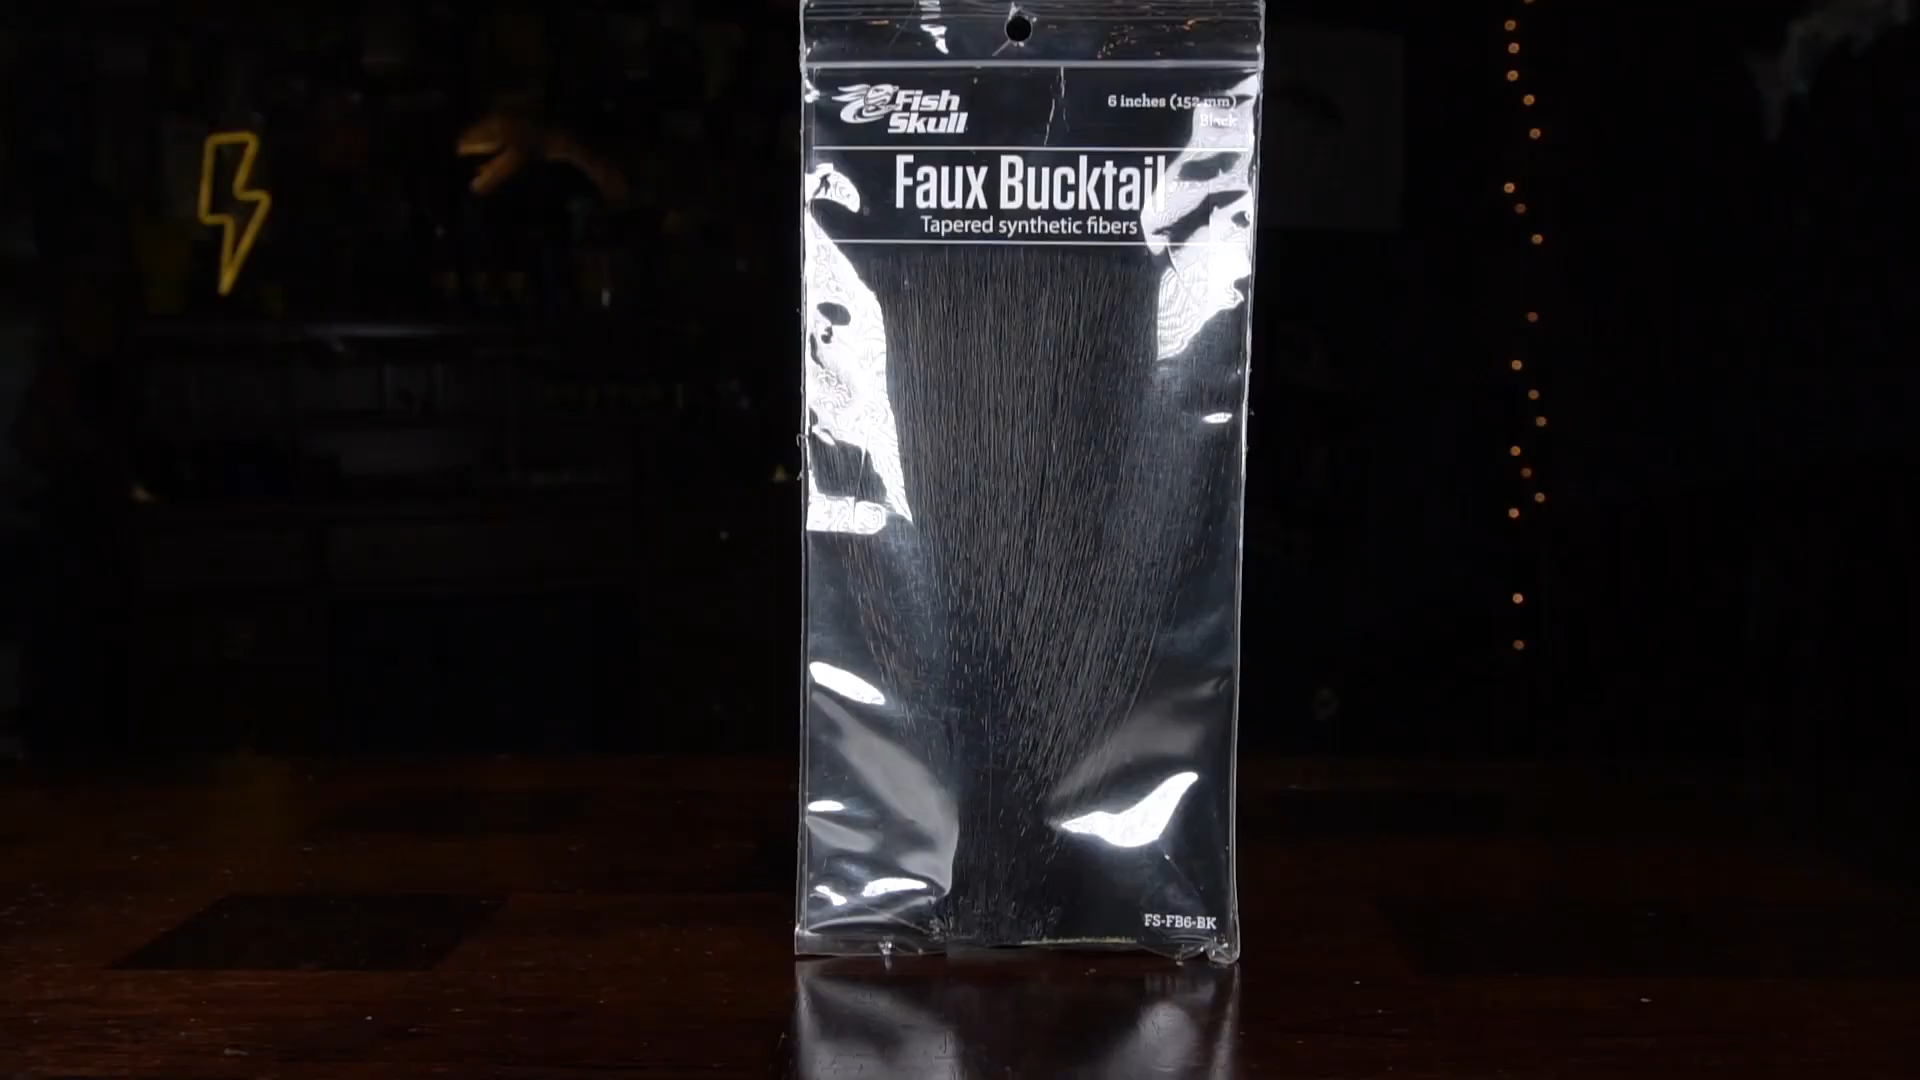 Fish
Skull
6 inches (152 mm)
Black
Faux Bucktail
Tapered synthetic fibers
FS-FB6-BK